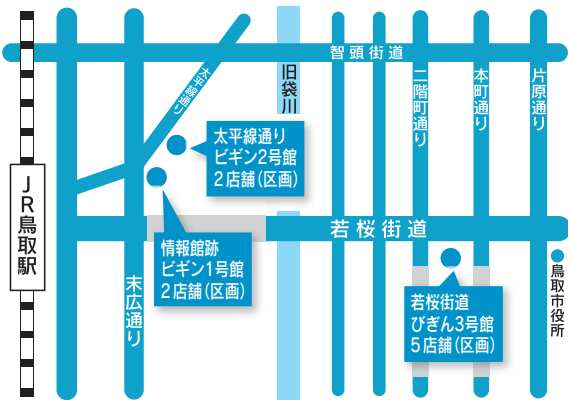 智頭街道
太平線通り
旧袋川
二階町通り
本町通り
片原通り
太平線通り
ビギン2号館
2店舗(区画)
JR鳥取駅
若桜街道
情報館跡
ビギン1号館
2店舗(区画)
末広通り
鳥取市役所
若桜街道
びぎん3号館
5店舗(区画)